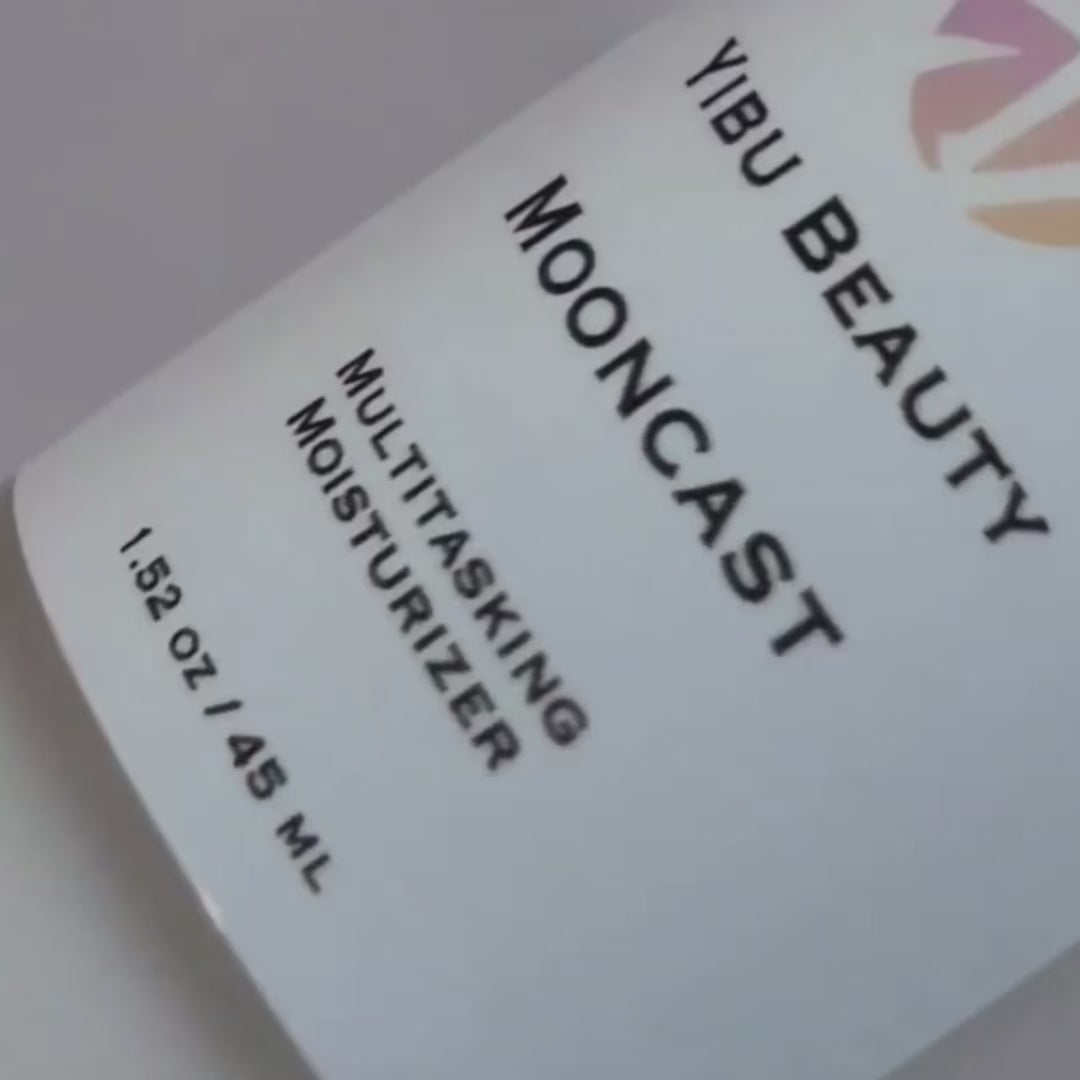 YIBU BEAUTY
MOONCAST
MULTITASKING
MOISTURIZER
1.52 OZ / 45 ML